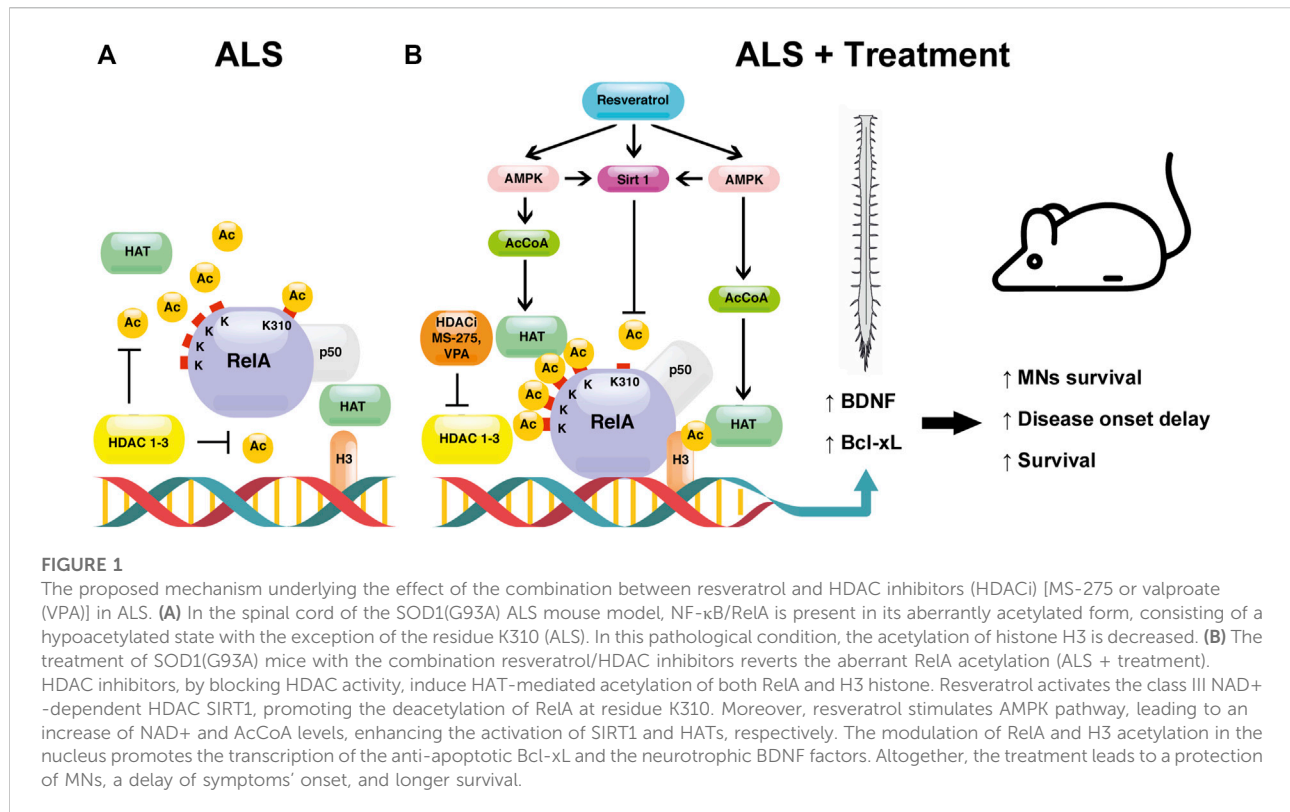 A
ALS
B
ALS + Treatment
Resveratrol
AMPK
Sirt 1
AMPK
Ac
HAT
Ac
AcCoA
Ac
Ac
Ac
Ac
K
K310
K
K
K
RelA
p50
HDACi
MS-275,
VPA
HAT
AcCoA
Ac
Ac
Ac
Ac
Ac
K
K310
K
K
K
RelA
p50
HAT
HDAC 1-3
Ac
H3
HDAC 1-3
Ac
HAT
H3
↑ BDNF
↑ Bcl-xL
↑ MNs survival
↑ Disease onset delay
↑ Survival
FIGURE 1
The proposed mechanism underlying the effect of the combination between resveratrol and HDAC inhibitors (HDACi) [MS-275 or valproate
(VPA)] in ALS. (A) In the spinal cord of the SOD1(G93A) ALS mouse model, NF-κB/RelA is present in its aberrantly acetylated form, consisting of a
hypoacetylated state with the exception of the residue K310 (ALS). In this pathological condition, the acetylation of histone H3 is decreased. (B) The
treatment of SOD1(G93A) mice with the combination resveratrol/HDAC inhibitors reverts the aberrant RelA acetylation (ALS + treatment).
HDAC inhibitors, by blocking HDAC activity, induce HAT-mediated acetylation of both RelA and H3 histone. Resveratrol activates the class III NAD+
-dependent HDAC SIRT1, promoting the deacetylation of RelA at residue K310. Moreover, resveratrol stimulates AMPK pathway, leading to an
increase of NAD+ and AcCoA levels, enhancing the activation of SIRT1 and HATs, respectively. The modulation of RelA and H3 acetylation in the
nucleus promotes the transcription of the anti-apoptotic Bcl-xL and the neurotrophic BDNF factors. Altogether, the treatment leads to a protection
of MNs, a delay of symptoms' onset, and longer survival.